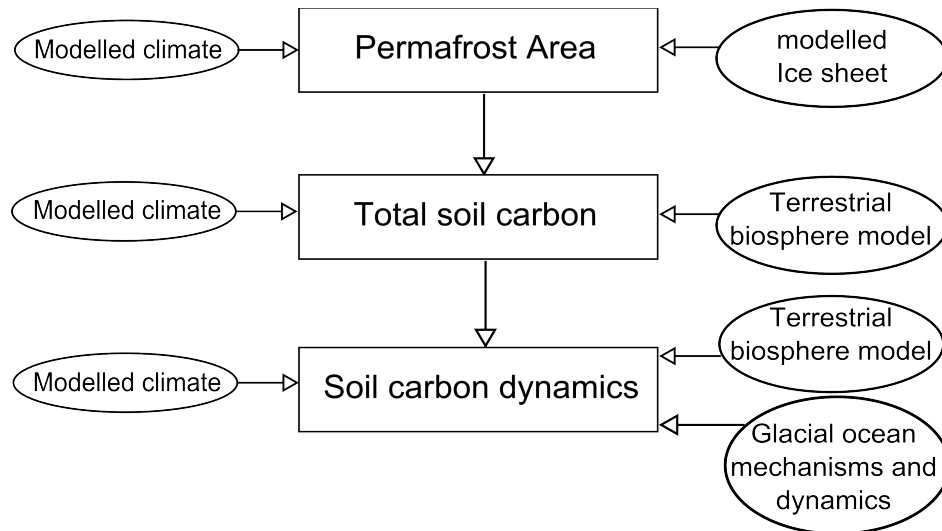 Modelled climate
Permafrost Area
modelled
Ice sheet
Modelled climate
Total soil carbon
Terrestrial
biosphere model
Modelled climate
Soil carbon dynamics
Terrestrial
biosphere model
Glacial ocean
mechanisms and
dynamics